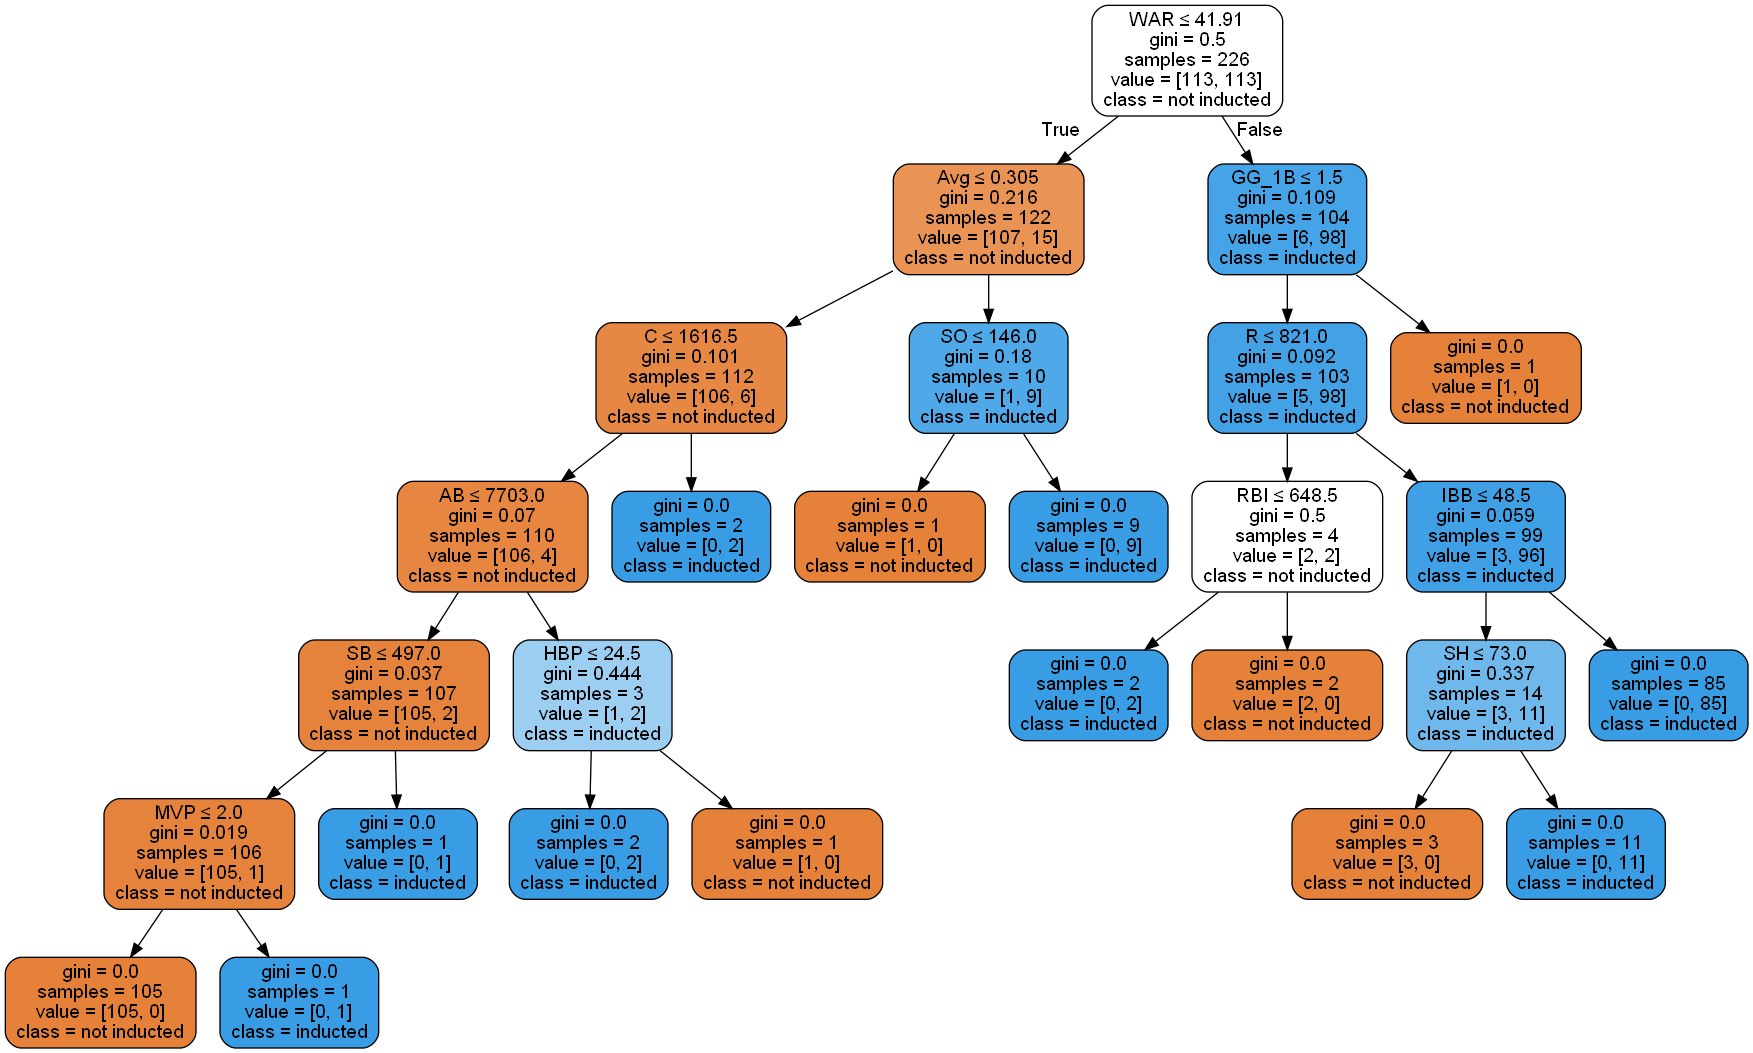 WAR ≤ 41.91
gini = 0.5
samples = 226
value = [113, 113]
class = not inducted
True
False
Avg ≤ 0.305
gini = 0.216
samples = 122
value = [107, 15]
class = not inducted
GG_1B ≤ 1.5
gini = 0.109
samples = 104
value = [6, 98]
class = inducted
C ≤ 1616.5
gini = 0.101
samples = 112
value = [106, 6]
class = not inducted
SO ≤ 146.0
gini = 0.18
samples = 10
value = [1, 9]
class = inducted
R ≤ 821.0
gini = 0.092
samples = 103
value = [5, 98]
class = inducted
gini = 0.0
samples = 1
value = [1, 0]
class = not inducted
AB ≤ 7703.0
gini = 0.07
samples = 110
value = [106, 4]
class = not inducted
gini = 0.0
samples = 2
value = [0, 2]
class = inducted
gini = 0.0
samples = 1
value = [1, 0]
class = not inducted
gini = 0.0
samples = 9
value = [0, 9]
class = inducted
RBI ≤ 648.5
gini = 0.5
samples = 4
value = [2, 2]
class = not inducted
IBB ≤ 48.5
gini = 0.059
samples = 99
value = [3, 96]
class = inducted
SB ≤ 497.0
gini = 0.037
samples = 107
value = [105, 2]
class = not inducted
HBP ≤ 24.5
gini = 0.444
samples = 3
value = [1, 2]
class = inducted
gini = 0.0
samples = 2
value = [0, 2]
class = inducted
gini = 0.0
samples = 2
value = [2, 0]
class = not inducted
SH ≤ 73.0
gini = 0.337
samples = 14
value = [3, 11]
class = inducted
gini = 0.0
samples = 85
value = [0, 85]
class = inducted
MVP ≤ 2.0
gini = 0.019
samples = 106
value = [105, 1]
class = not inducted
gini = 0.0
samples = 1
value = [0, 1]
class = inducted
gini = 0.0
samples = 2
value = [0, 2]
class = inducted
gini = 0.0
samples = 1
value = [1, 0]
class = not inducted
gini = 0.0
samples = 3
value = [3, 0]
class = not inducted
gini = 0.0
samples = 11
value = [0, 11]
class = inducted
gini = 0.0
samples = 105
value = [105, 0]
class = not inducted
gini = 0.0
samples = 1
value = [0, 1]
class = inducted